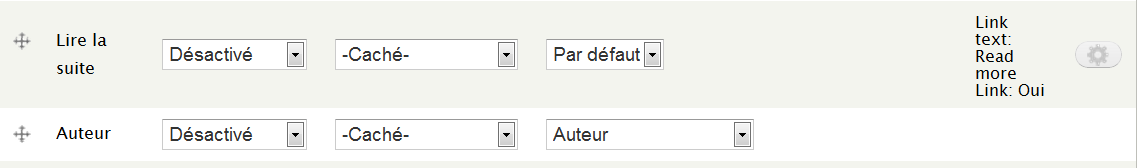 Lire la suite
Désactivé
-Caché-
Par défaut
Link text: Read more
Link: Oui
Auteur
Désactivé
-Caché-
Auteur